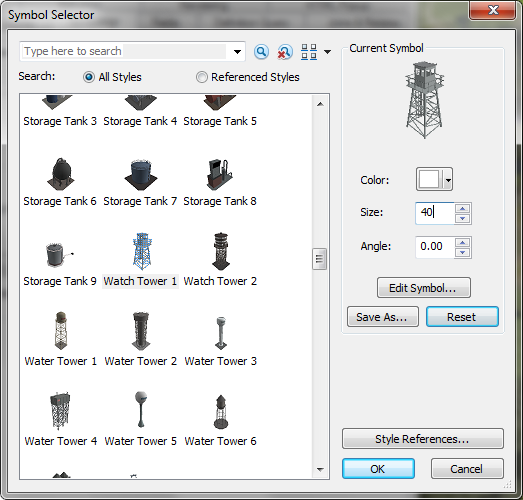 Symbol Selector
Type here to search
Search:
All Styles
Referenced Styles
Storage Tank 3
Storage Tank 4
Storage Tank 5
Storage Tank 6
Storage Tank 7
Storage Tank 8
Storage Tank 9
Watch Tower 1
Watch Tower 2
Water Tower 1
Water Tower 2
Water Tower 3
Water Tower 4
Water Tower 5
Water Tower 6
Current Symbol
Color:
Size:
40
Angle:
0.00
Edit Symbol...
Save As...
Reset
Style References...
OK
Cancel